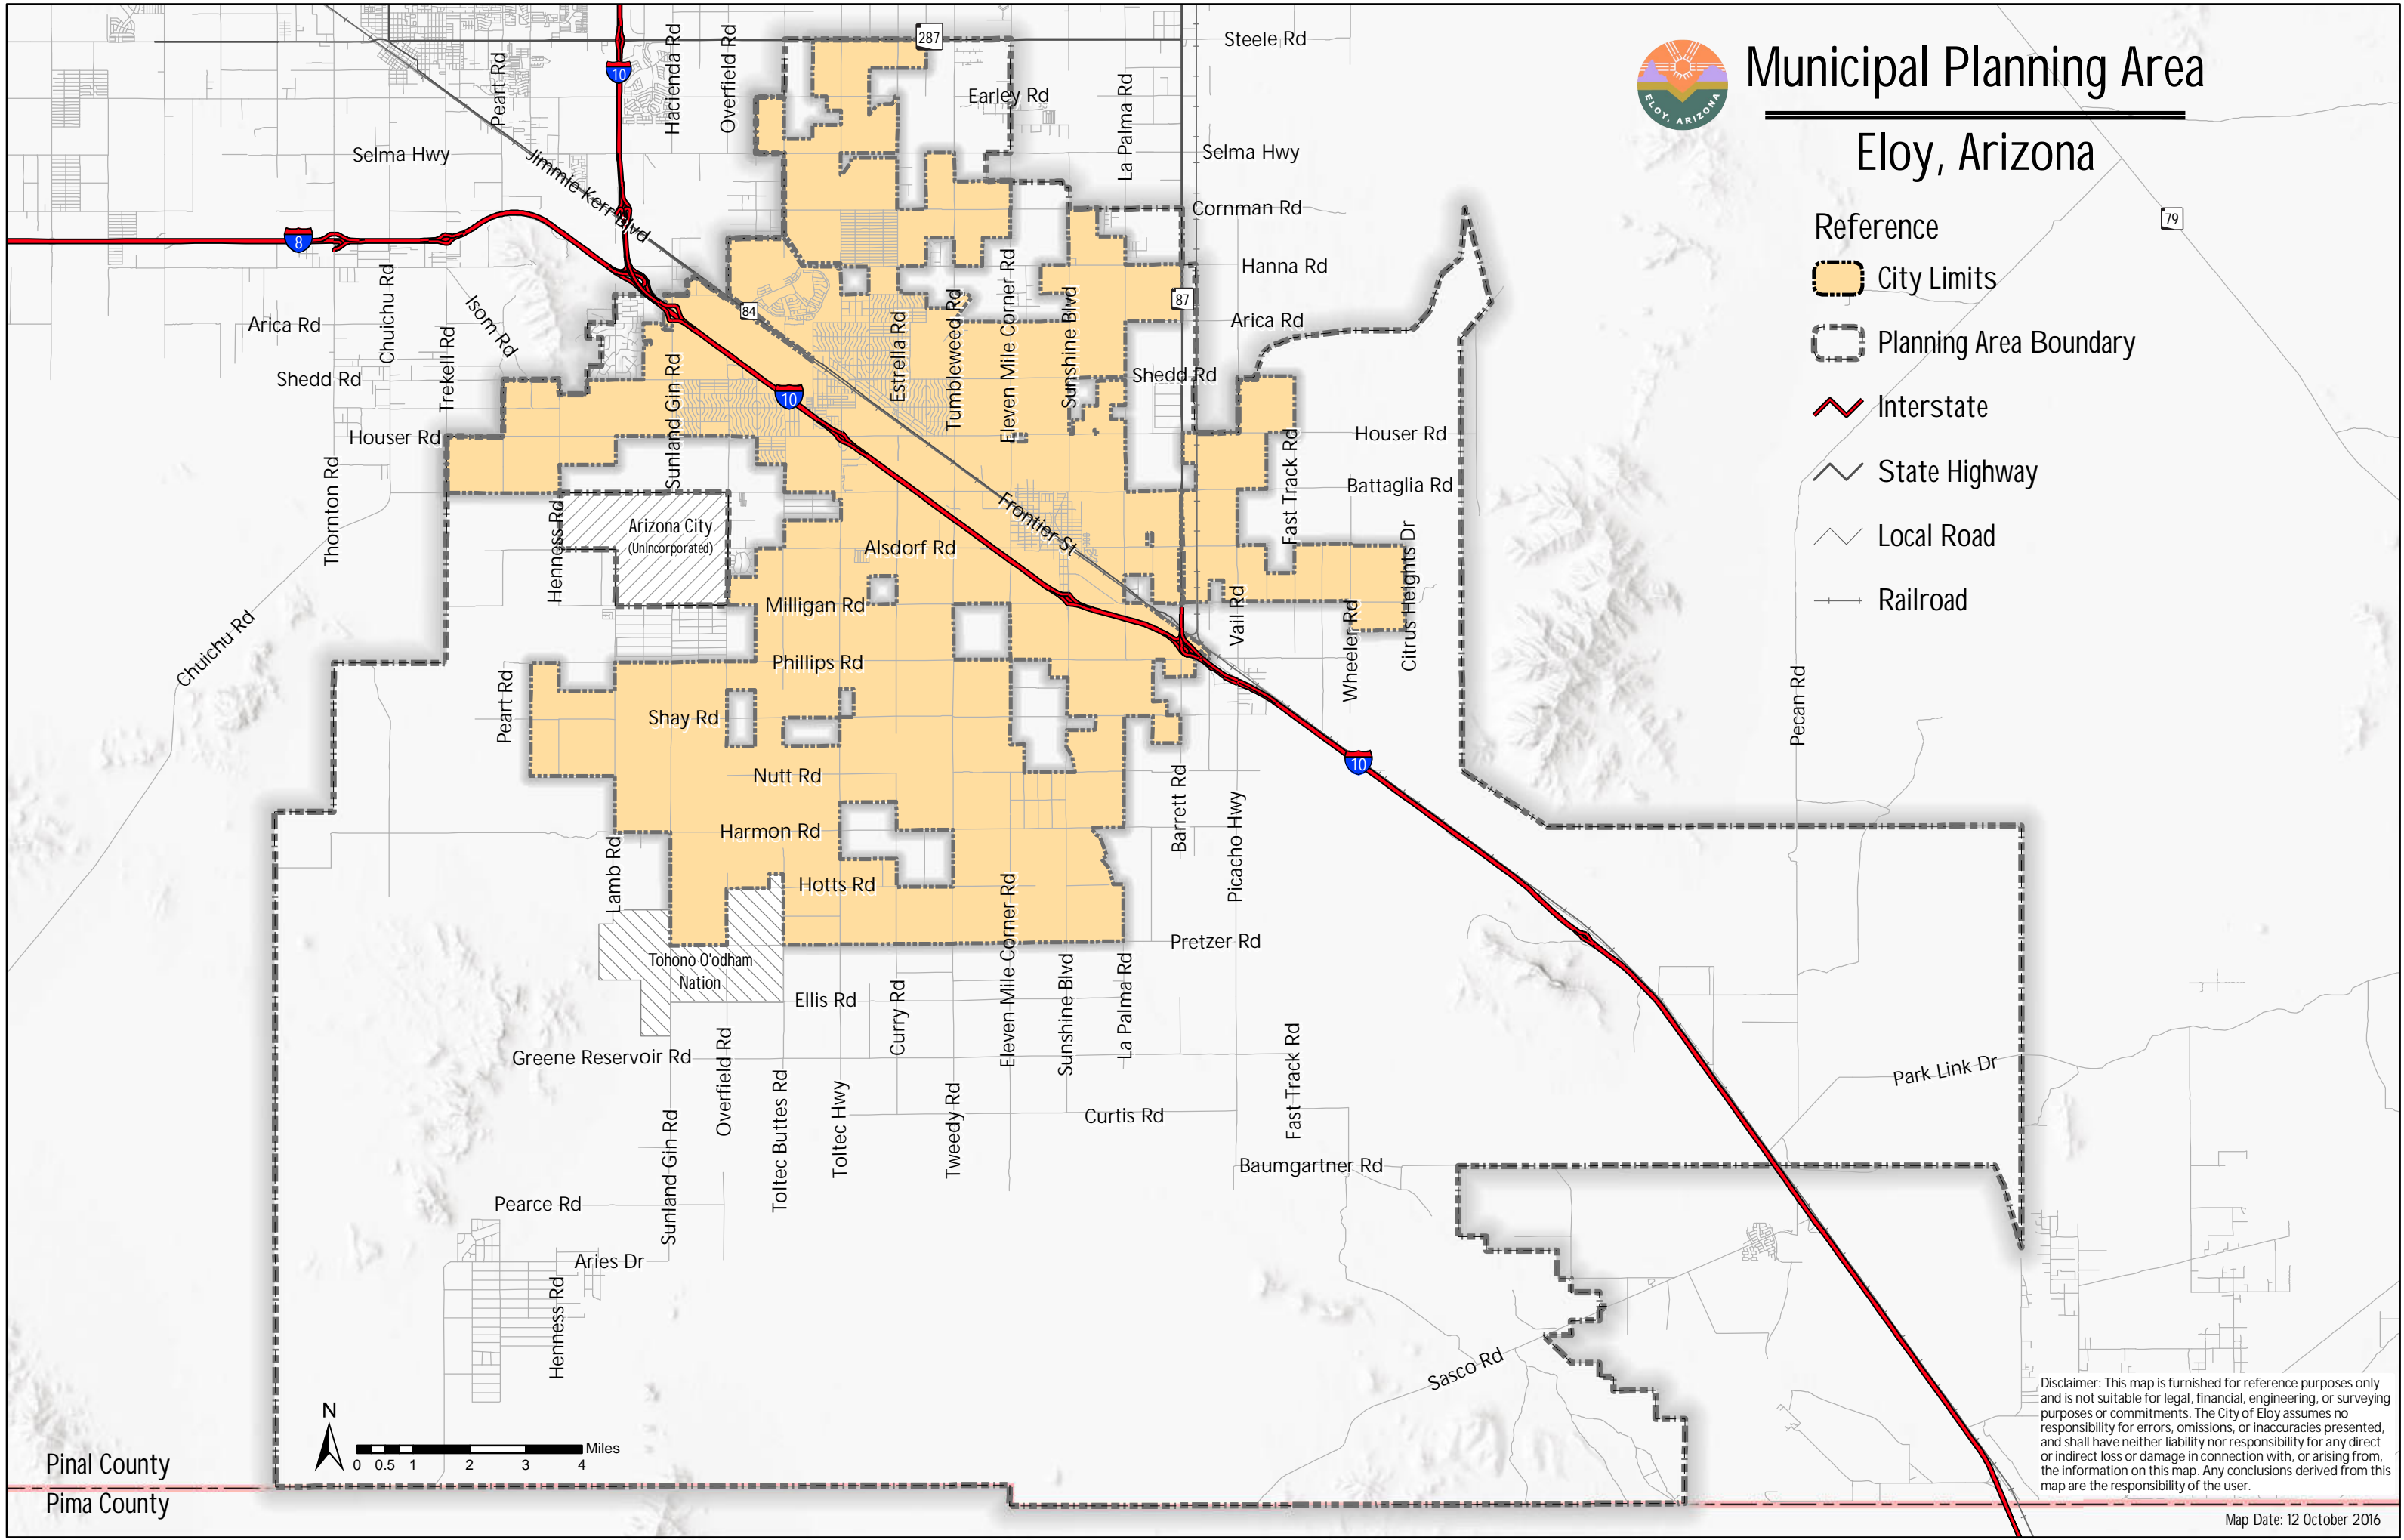 Municipal Planning Area
Eloy, Arizona
ELOY, ARIZONA
Reference
City Limits
Planning Area Boundary
Interstate
State Highway
Local Road
Railroad
287
Steele Rd
10
Peart Rd
Hacienda Rd
Overfield Rd
Earley Rd
La Palma Rd
Selma Hwy
Jimmie Kerr Blvd
Selma Hwy
Cornman Rd
79
8
Hanna Rd
Chuichu Rd
Isom Rd
84
Estrella Rd
Tumbleweed Rd
Eleven Mile Corner Rd
Sunshine Blvd
87
Arica Rd
Arica Rd
Trekell Rd
Shedd Rd
Sunland Gin Rd
10
Shedd Rd
Houser Rd
Houser Rd
Thornton Rd
Fast Track Rd
Battaglia Rd
Henness Rd
Arizona City
(Unincorporated)
Frontier St
Alsdorf Rd
Citrus Heights Dr
Milligan Rd
Vail Rd
Wheeler Rd
Chuichu Rd
Phillips Rd
Peart Rd
Shay Rd
Pecan Rd
10
Nutt Rd
Barrett Rd
Picacho Hwy
Harmon Rd
Lamb Rd
Hotts Rd
Eleven Mile Corner Rd
Pretzer Rd
Tohono O'odham
Nation
Ellis Rd
Curry Rd
Sunshine Blvd
La Palma Rd
Greene Reservoir Rd
Overfield Rd
Fast Track Rd
Park Link Dr
Sunland Gin Rd
Toltec Buttes Rd
Toltec Hwy
Tweedy Rd
Curtis Rd
Baumgartner Rd
Pearce Rd
Aries Dr
Henness Rd
Sasco Rd
N
Miles
0 0.5 1 2 3 4
Pinal County
Pima County
Disclaimer: This map is furnished for reference purposes only
and is not suitable for legal, financial, engineering, or surveying
purposes or commitments. The City of Eloy assumes no
responsibility for errors, omissions, or inaccuracies presented,
and shall have neither liability nor responsibility for any direct
or indirect loss or damage in connection with, or arising from,
the information on this map. Any conclusions derived from this
map are the responsibility of the user.
Map Date: 12 October 2016